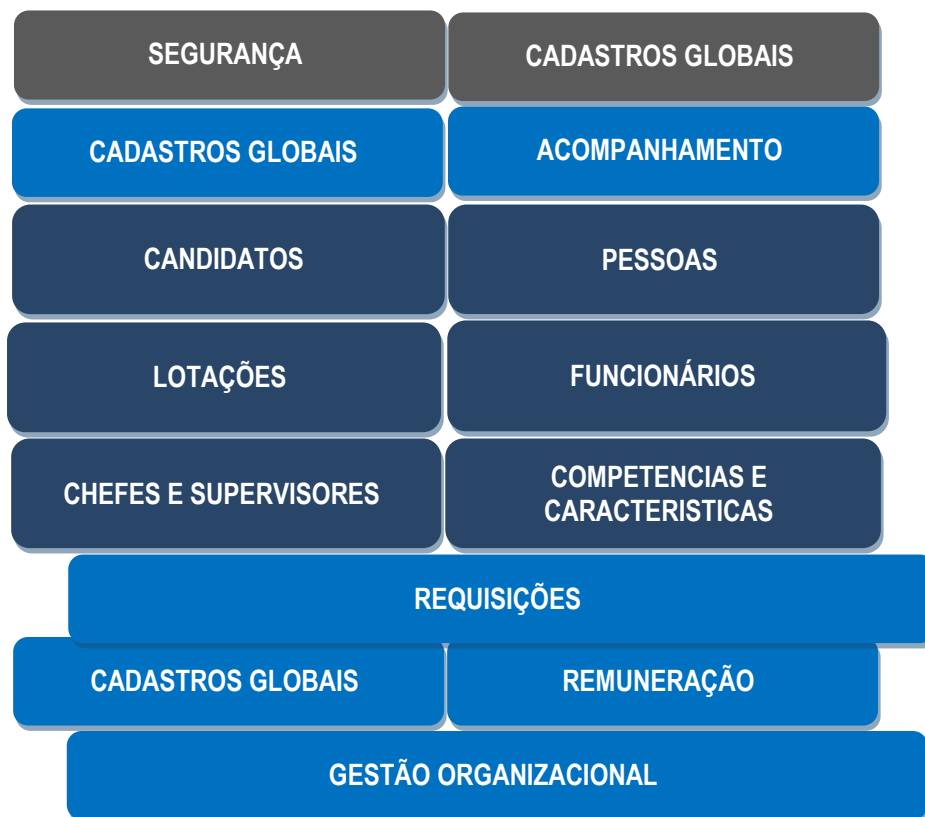 SEGURANÇA
CADASTROS GLOBAIS
CADASTROS GLOBAIS
ACOMPANHAMENTO
CANDIDATOS
PESSOAS
LOTAÇÕES
FUNCIONÁRIOS
CHEFES E SUPERVISORES
COMPETENCIAS E
CARACTERISTICAS
REQUISIÇÕES
CADASTROS GLOBAIS
REMUNERAÇÃO
GESTÃO ORGANIZACIONAL